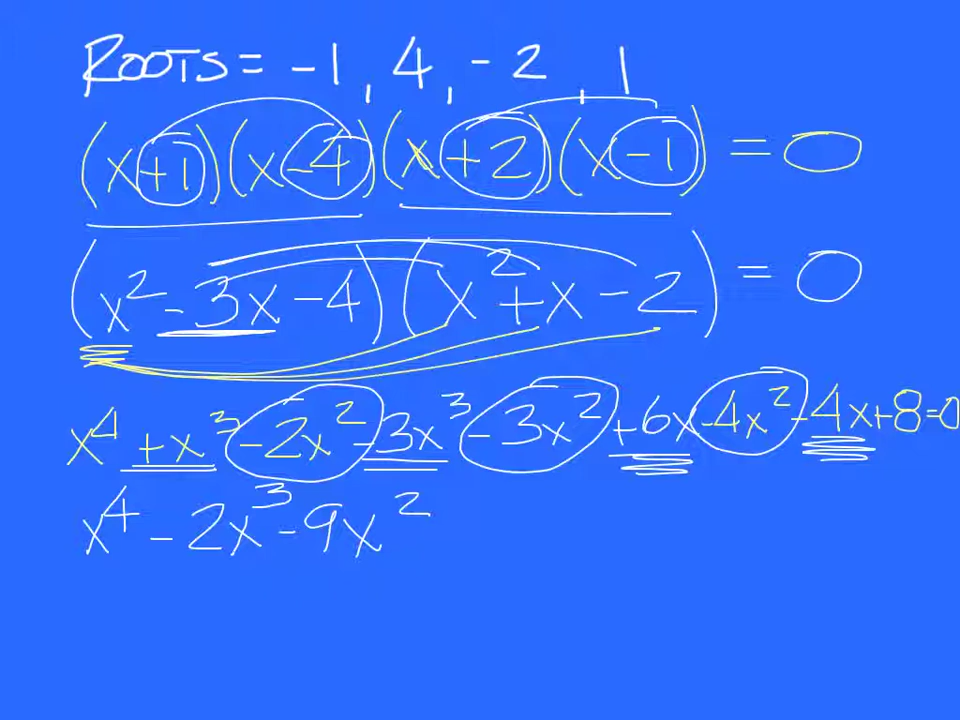 ROOTS = -1, 4, -2, 1
(x+1)(x-4)(x+2)(x-1) = 0
(x² - 3x - 4)(x² + x - 2) = 0
x⁴ + x³ - 2x² - 3x³ - 3x² + 6x - 4x² - 4x + 8 = 0
x⁴ - 2x³ - 9x²